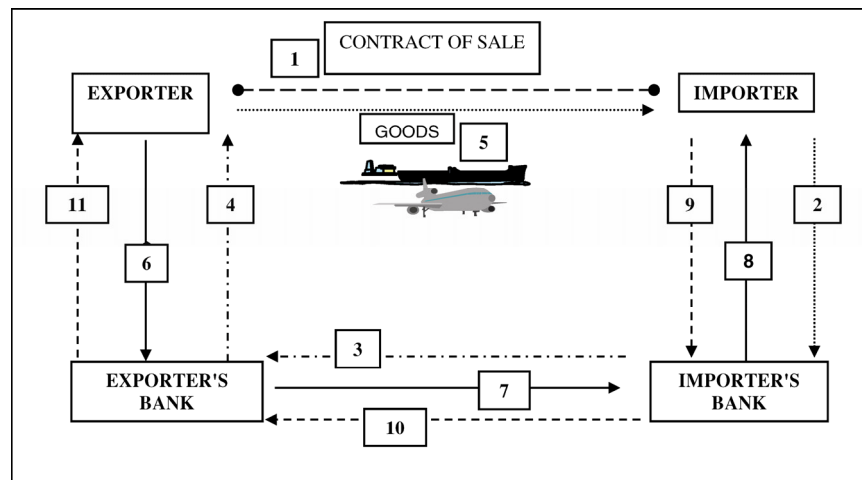 CONTRACT OF SALE
1
EXPORTER
IMPORTER
GOODS
5
11
4
9
2
6
8
3
EXPORTER'S
BANK
7
IMPORTER'S
BANK
10